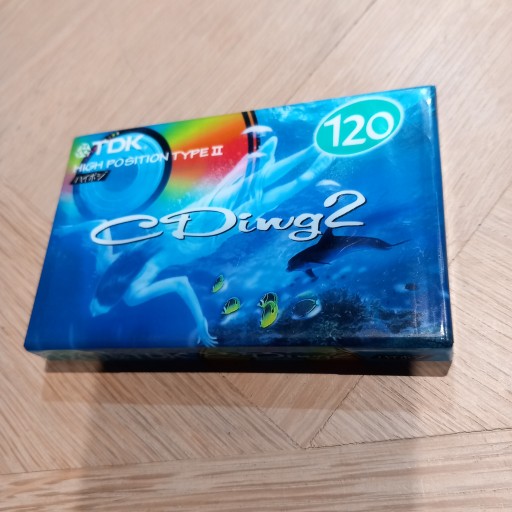 TDK
HIGH POSITION TYPE II
ハイポジ
120
CDing2